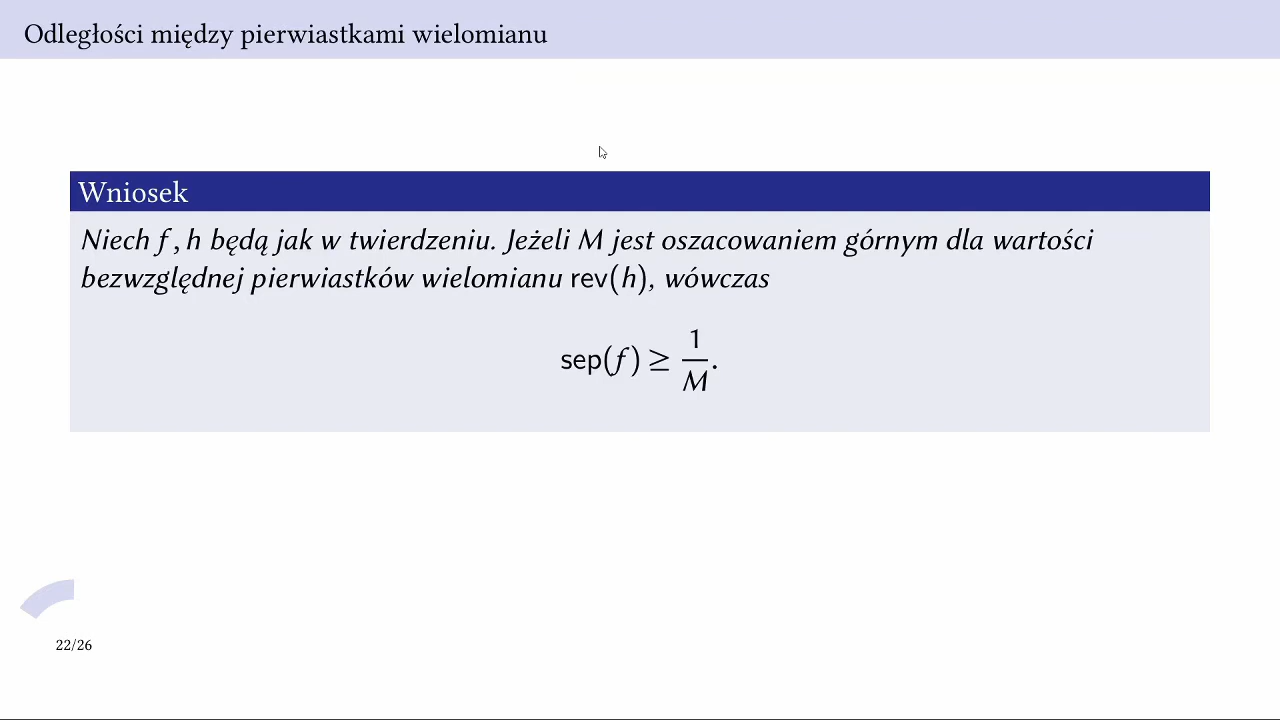 Odległości między pierwiastkami wielomianu
Wniosek
Niech f, h będą jak w twierdzeniu. Jeżeli M jest oszacowaniem górnym dla wartości
bezwzględnej pierwiastków wielomianu rev(h), wówczas
sep(f) ≥ 1/M.
22/26